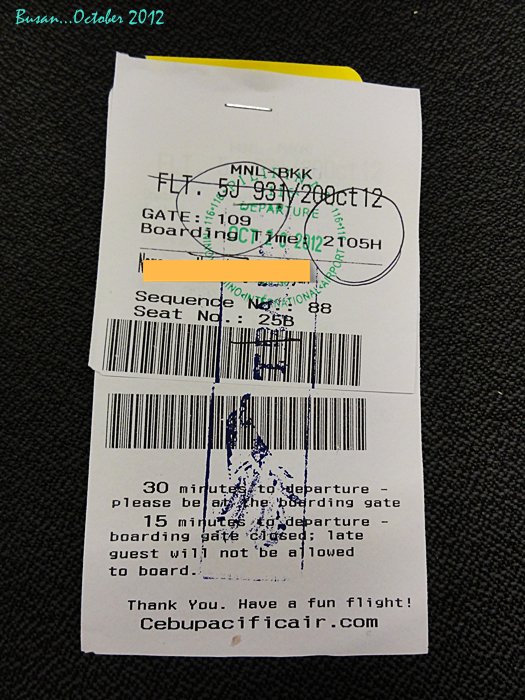 Busan...October 2012
MNL-BKK
FLT. 5J 931/20Oct12
DEPARTURE
GATE: 109
OCT 20 2012
Boarding Time: 2105H
INTERNATIONAL AIRPORT
Sequence No.: 88
Seat No.: 25B
30 minutes to departure -
please be at the boarding gate
15 minutes to departure -
boarding gate closed; late
guest will not be allowed
to board.
Thank You. Have a fun flight!
Cebupacificair.com